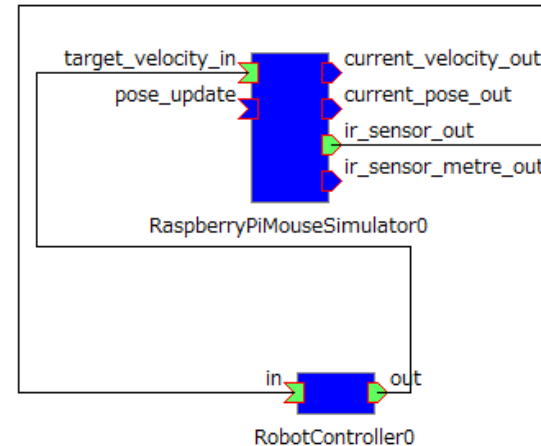 target_velocity_in
current_velocity_out
pose_update
current_pose_out
ir_sensor_out
ir_sensor_metre_out
RaspberryPiMouseSimulator0
in
out
RobotController0